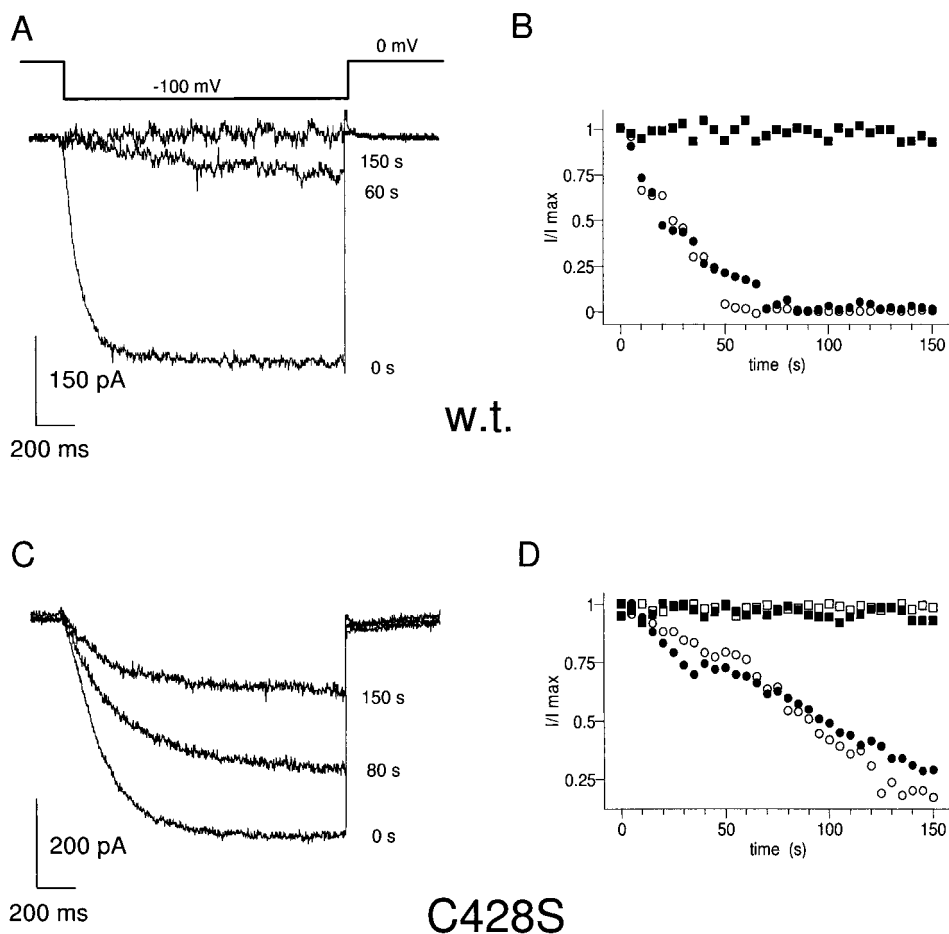 A
0 mV
-100 mV
150 s
60 s
0 s
150 pA
200 ms
B
1
0.75
0.5
0.25
0
I/I max
0 50 100 150
time (s)
w.t.
C
150 s
80 s
0 s
200 pA
200 ms
D
1
0.75
0.5
0.25
I/I max
0 50 100 150
time (s)
C428S